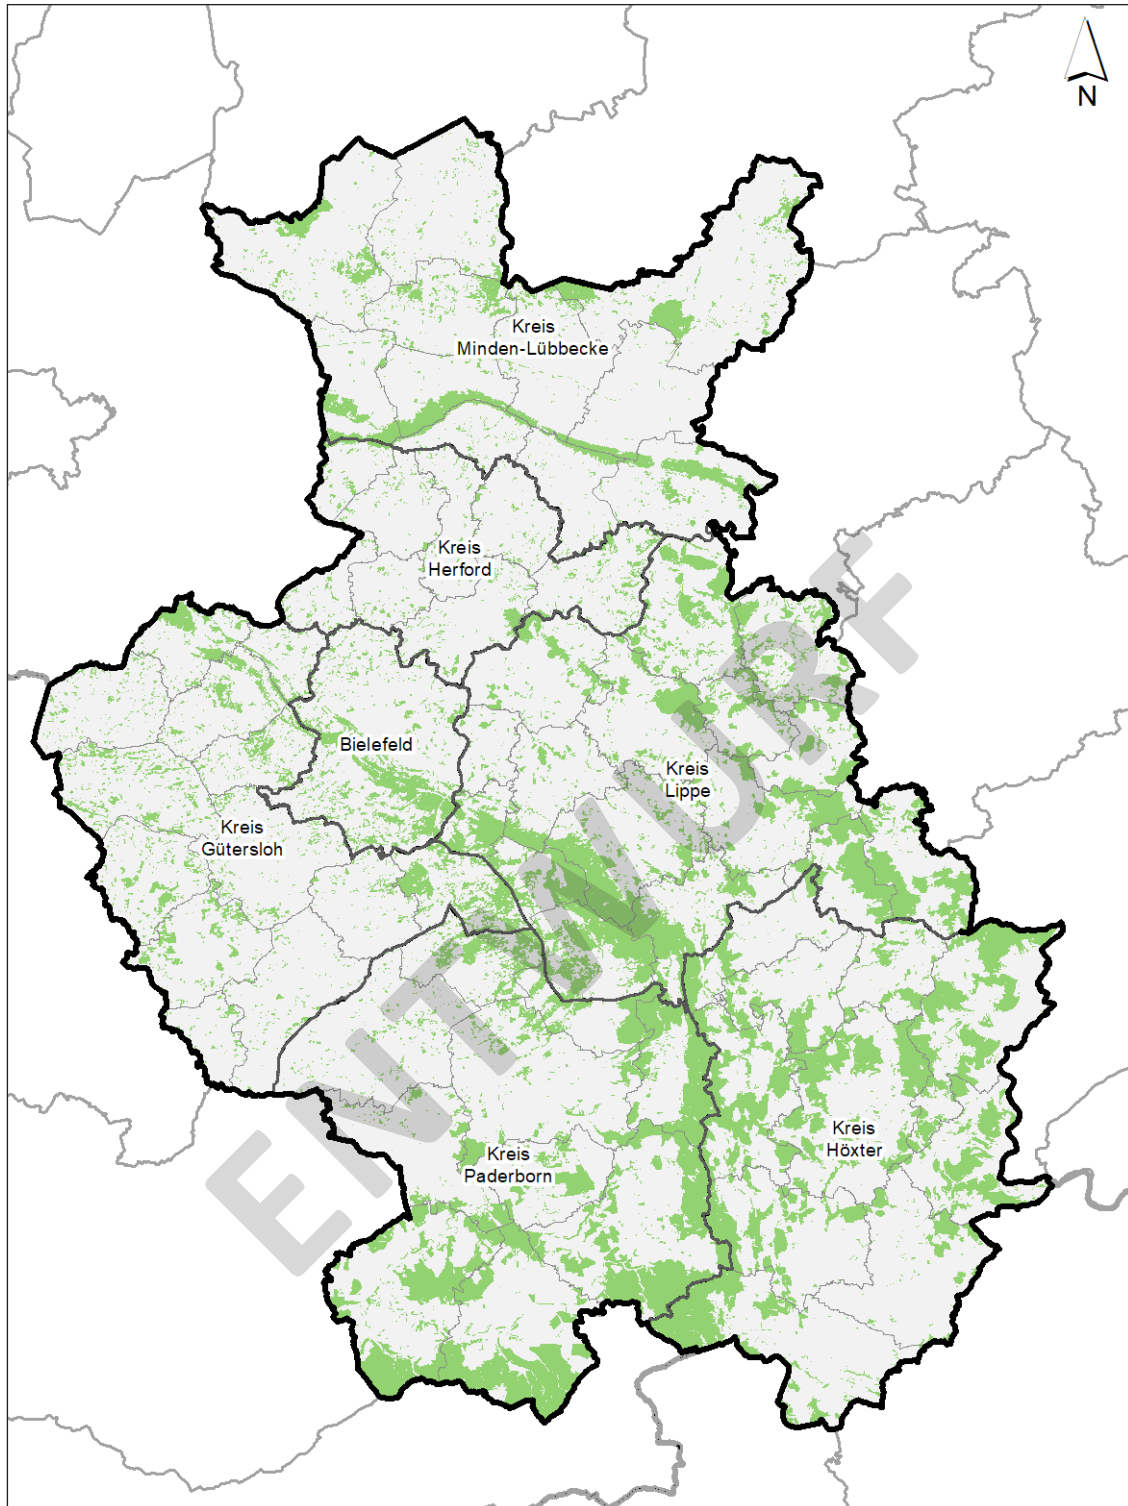 N
Kreis
Minden-Lübbecke
Kreis
Herford
Bielefeld
Kreis
Lippe
Kreis
Gütersloh
Kreis
Höxter
Kreis
Paderborn
ENTWURF